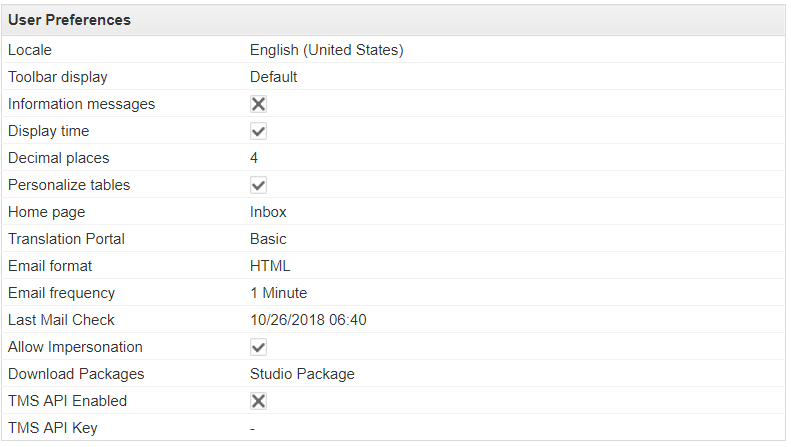 User Preferences
Locale English (United States)
Toolbar display Default
Information messages
Display time
Decimal places 4
Personalize tables
Home page Inbox
Translation Portal Basic
Email format HTML
Email frequency 1 Minute
Last Mail Check 10/26/2018 06:40
Allow Impersonation
Download Packages Studio Package
TMS API Enabled
TMS API Key -